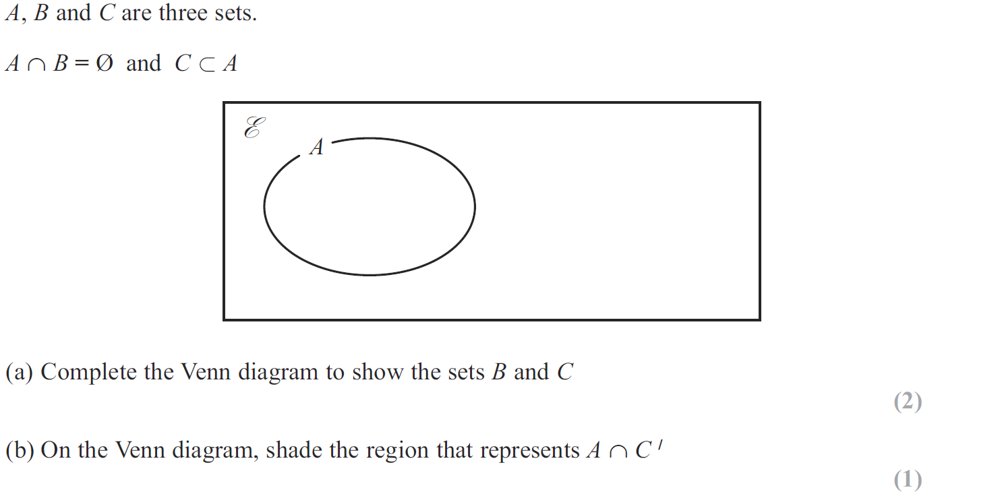 A, B and C are three sets.
A ∩ B = Ø and C ⊂ A
ℰ
A
(a) Complete the Venn diagram to show the sets B and C
(2)
(b) On the Venn diagram, shade the region that represents A ∩ C′
(1)